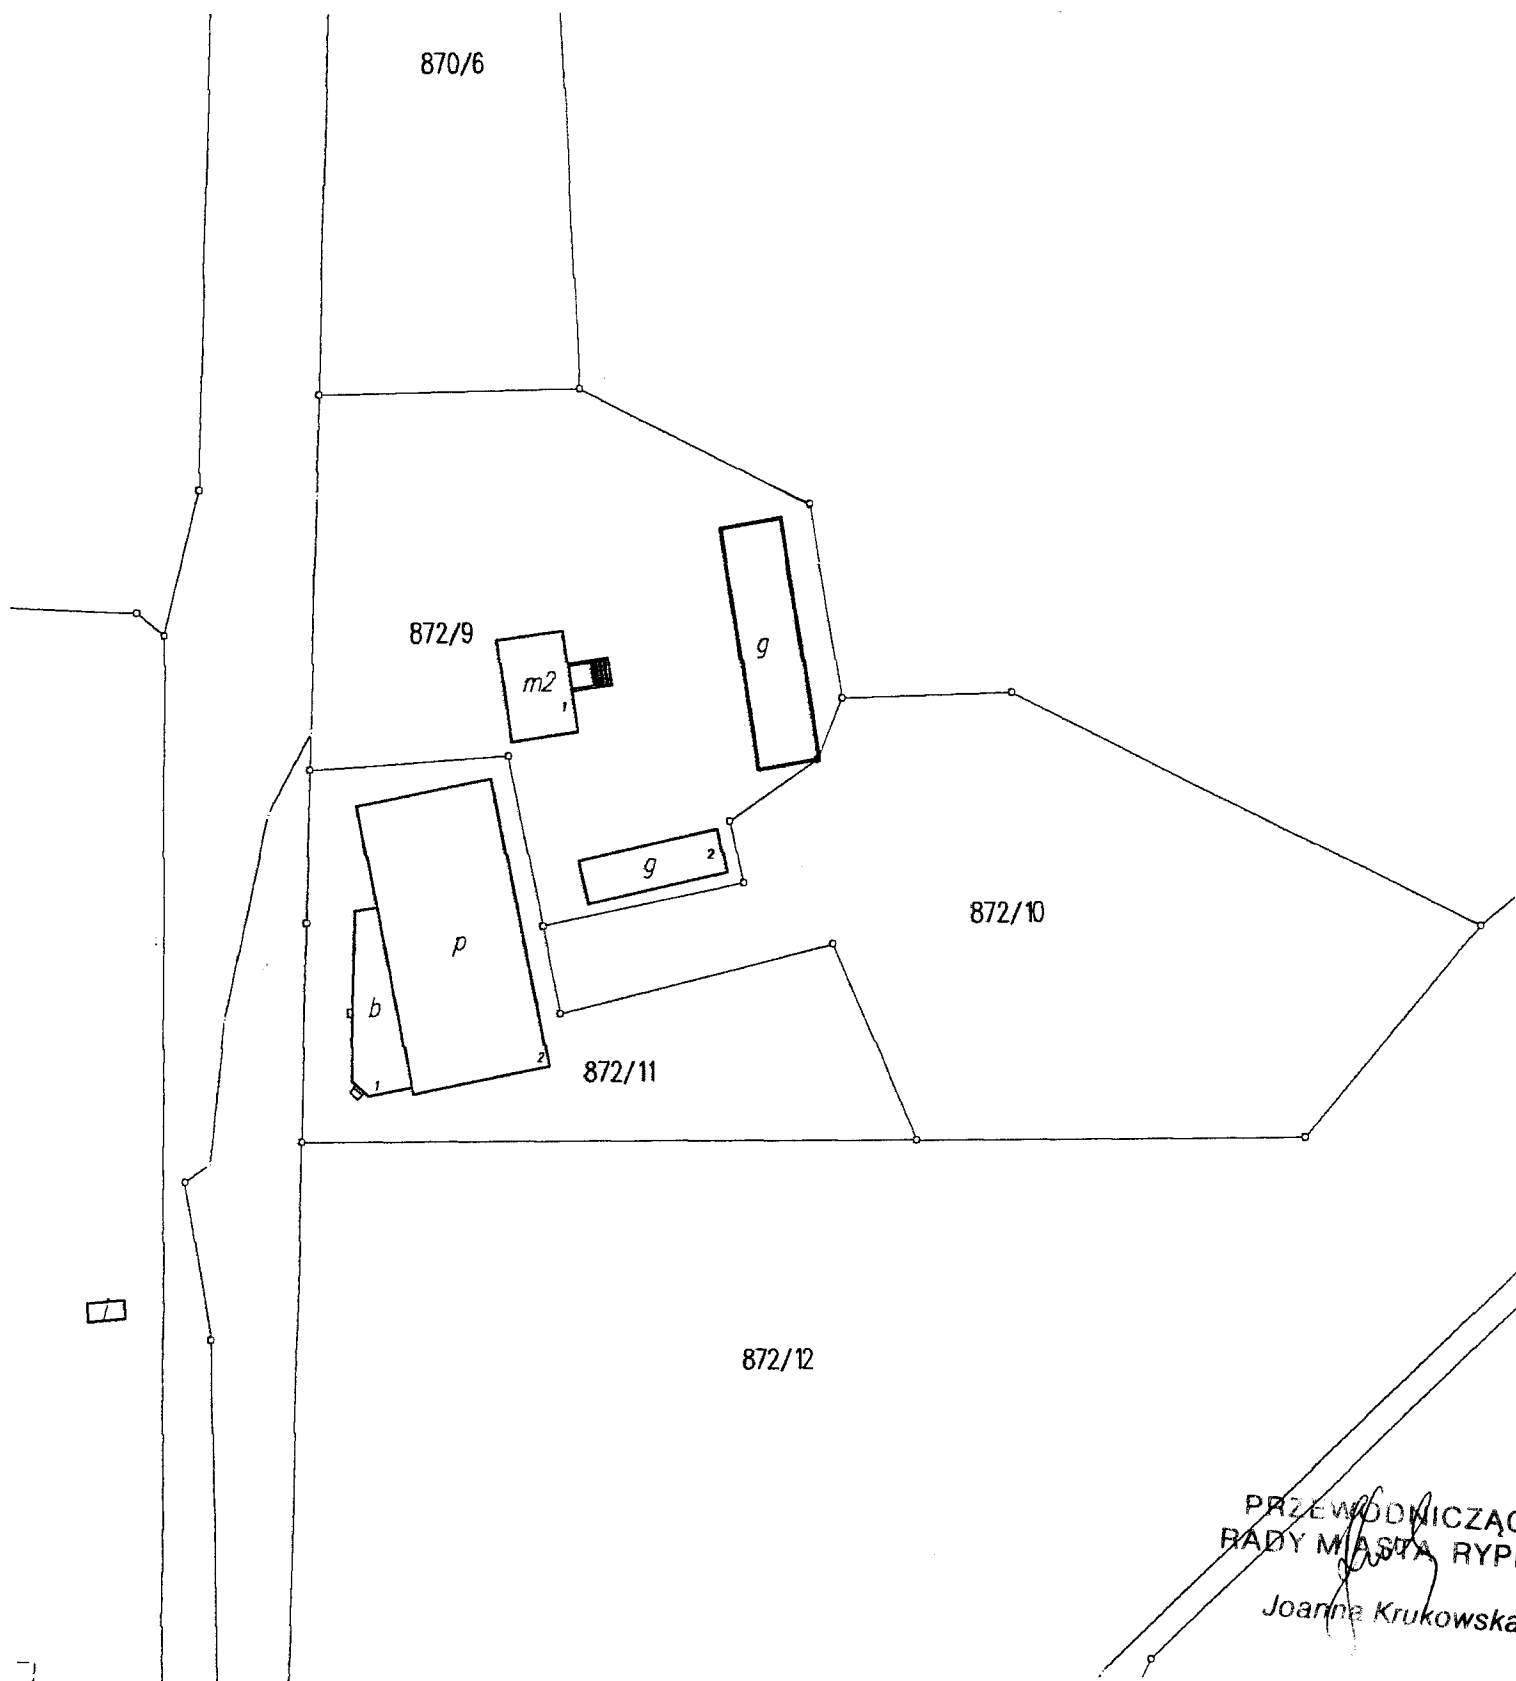 870/6
872/9
m2
1
g
g
2
p
b
1
2
872/10
872/11
872/12
PRZEWODNICZĄC
RADY MIASTA RYP
Joanna Krukowska